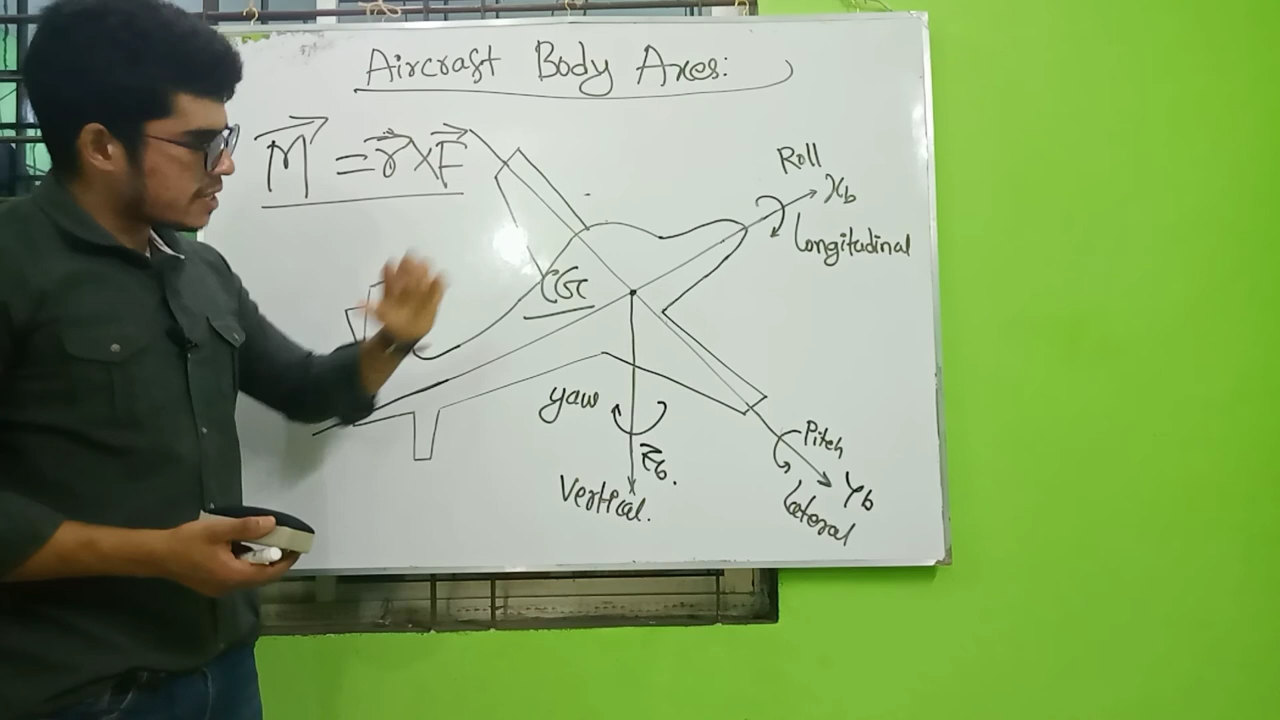 Aircraft Body Axes:
M = r x F
Roll
Xb
Longitudinal
CG
yaw
Zb.
Vertical.
Pitch
Yb
Lateral